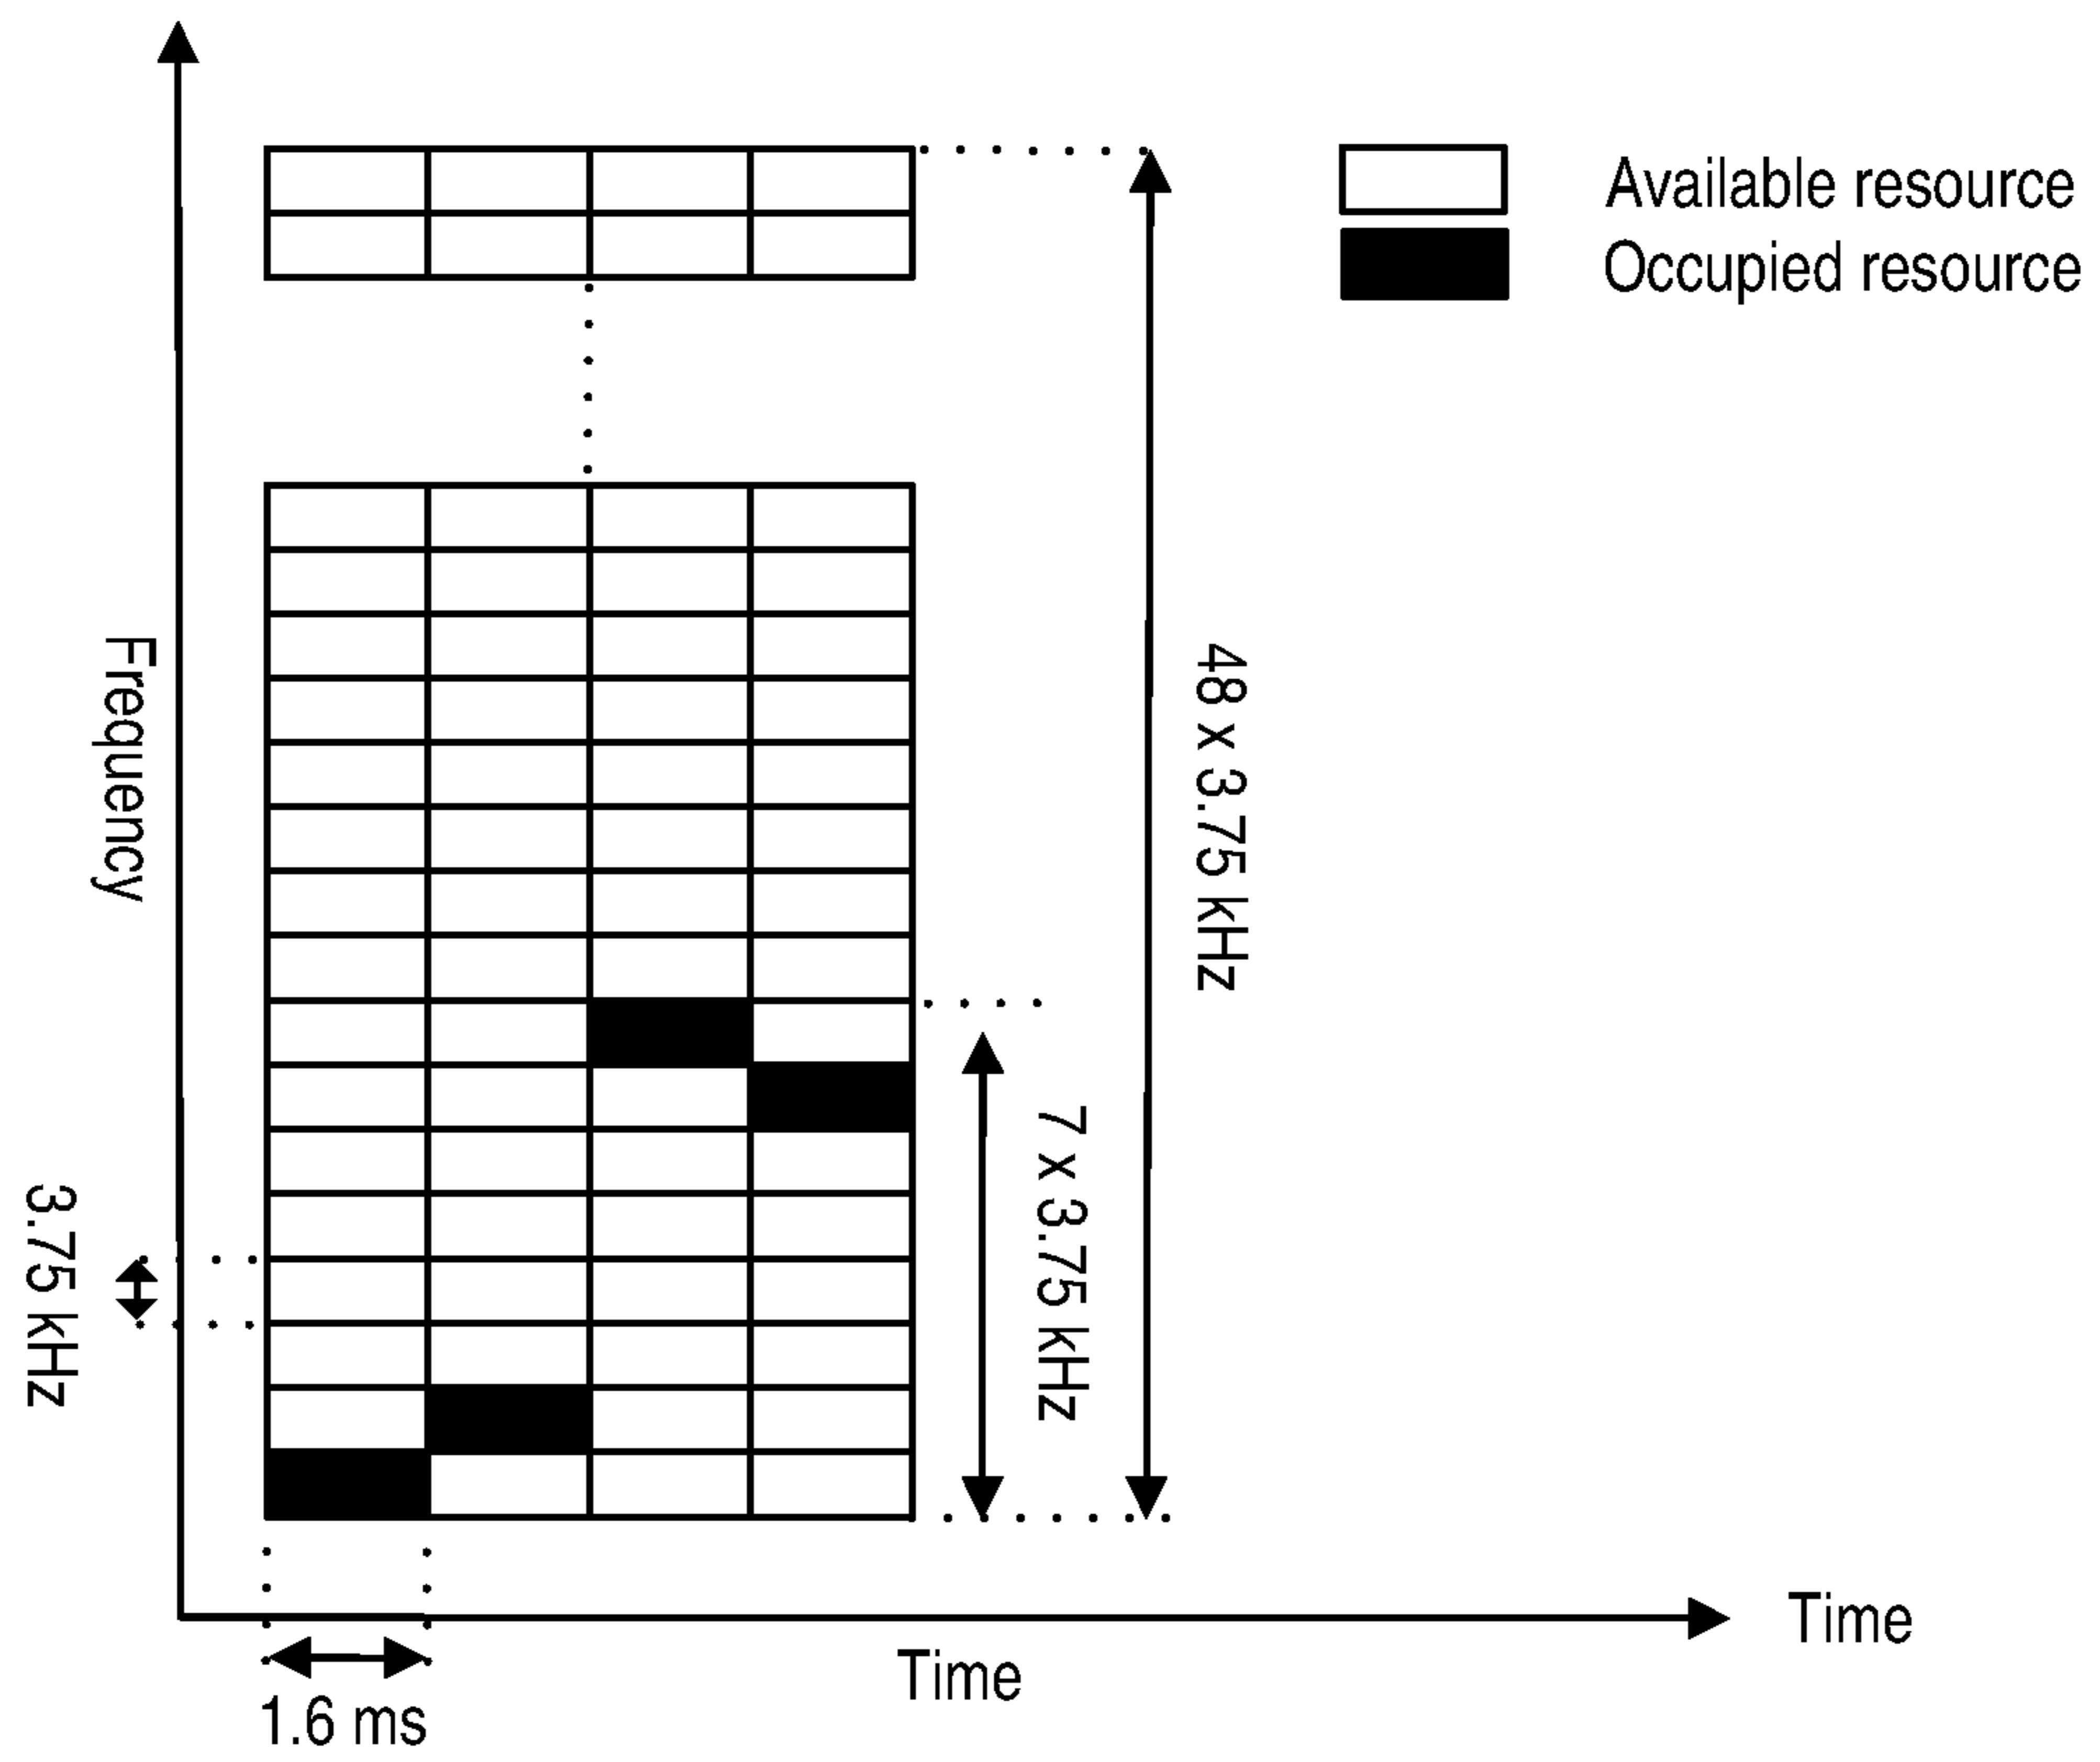 Available resource
Occupied resource
Frequency
48 x 3.75 kHz
7 x 3.75 kHz
3.75 kHz
Time
Time
1.6 ms